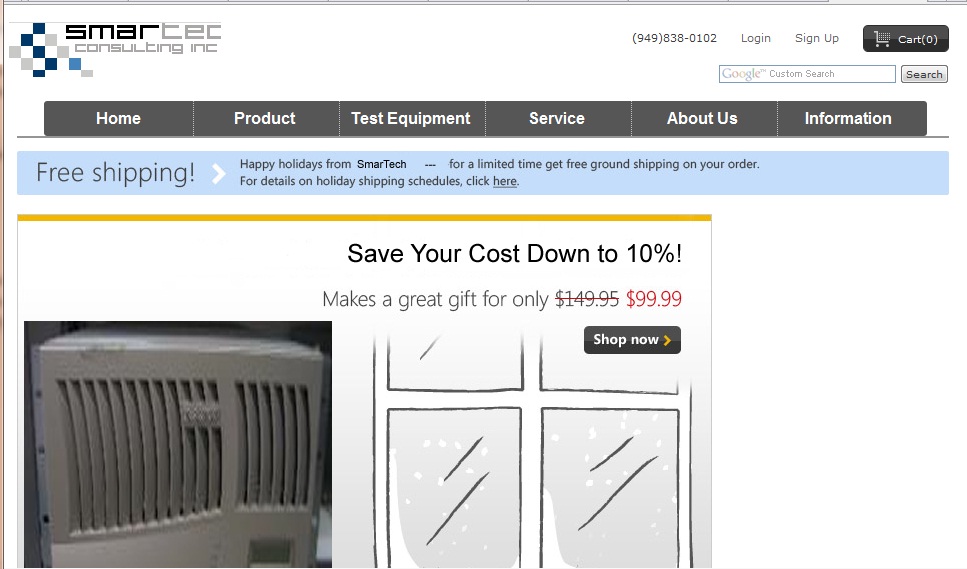 smartec
consulting inc
(949)838-0102 Login Sign Up Cart(0)
Google™ Custom Search Search
Home Product Test Equipment Service About Us Information
Free shipping!
Happy holidays from SmarTech --- for a limited time get free ground shipping on your order.
For details on holiday shipping schedules, click here.
Save Your Cost Down to 10%!
Makes a great gift for only $149.95 $99.99
Shop now